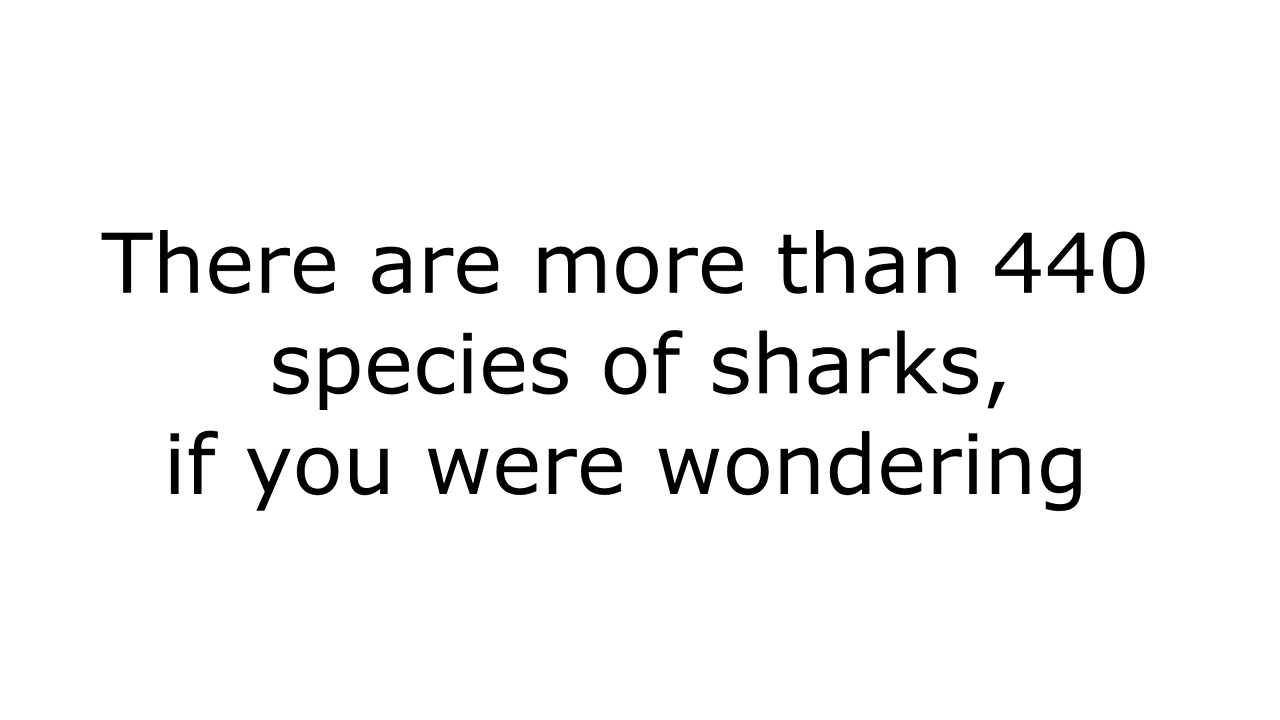 There are more than 440
species of sharks,
if you were wondering